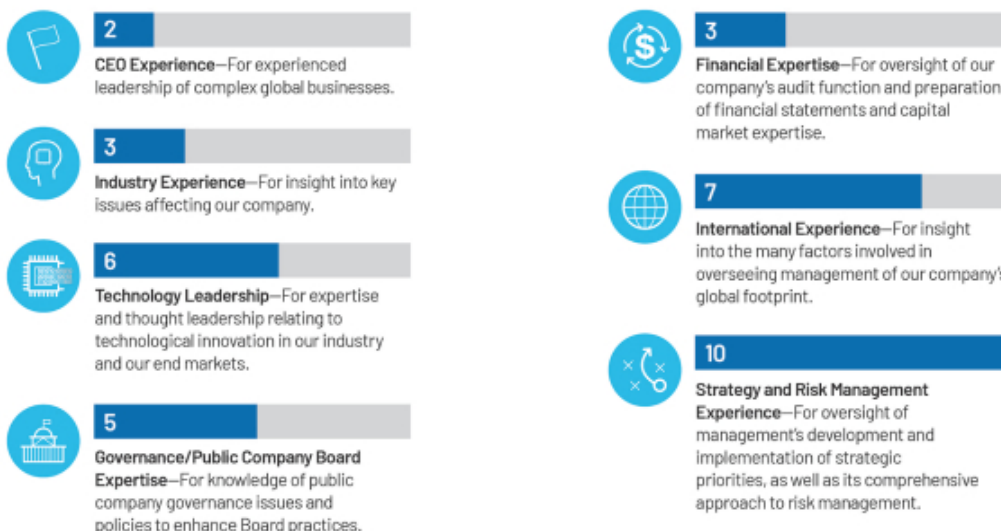 2
CEO Experience—For experienced
leadership of complex global businesses.
3
Industry Experience—For insight into key
issues affecting our company.
6
Technology Leadership—For expertise
and thought leadership relating to
technological innovation in our industry
and our end markets.
5
Governance/Public Company Board
Expertise—For knowledge of public
company governance issues and
policies to enhance Board practices.
3
Financial Expertise—For oversight of our
company's audit function and preparation
of financial statements and capital
market expertise.
7
International Experience—For insight
into the many factors involved in
overseeing management of our company's
global footprint.
10
Strategy and Risk Management
Experience—For oversight of
management's development and
implementation of strategic
priorities, as well as its comprehensive
approach to risk management.